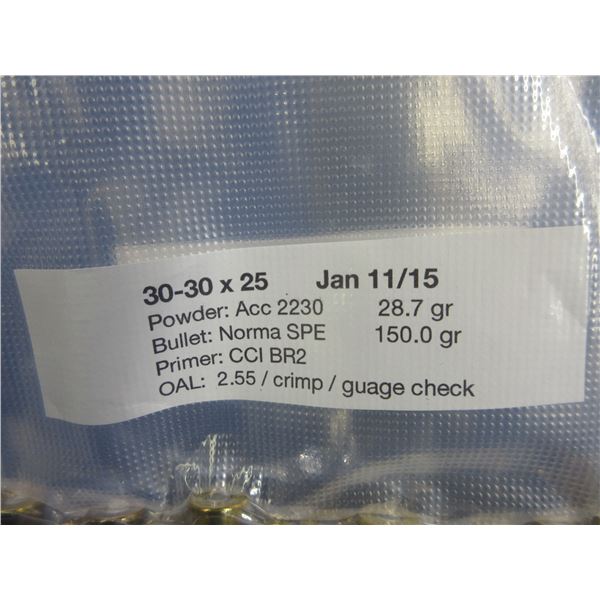 30-30 x 25 Jan 11/15
Powder: Acc 2230 28.7 gr
Bullet: Norma SPE 150.0 gr
Primer: CCI BR2
OAL: 2.55 / crimp / guage check